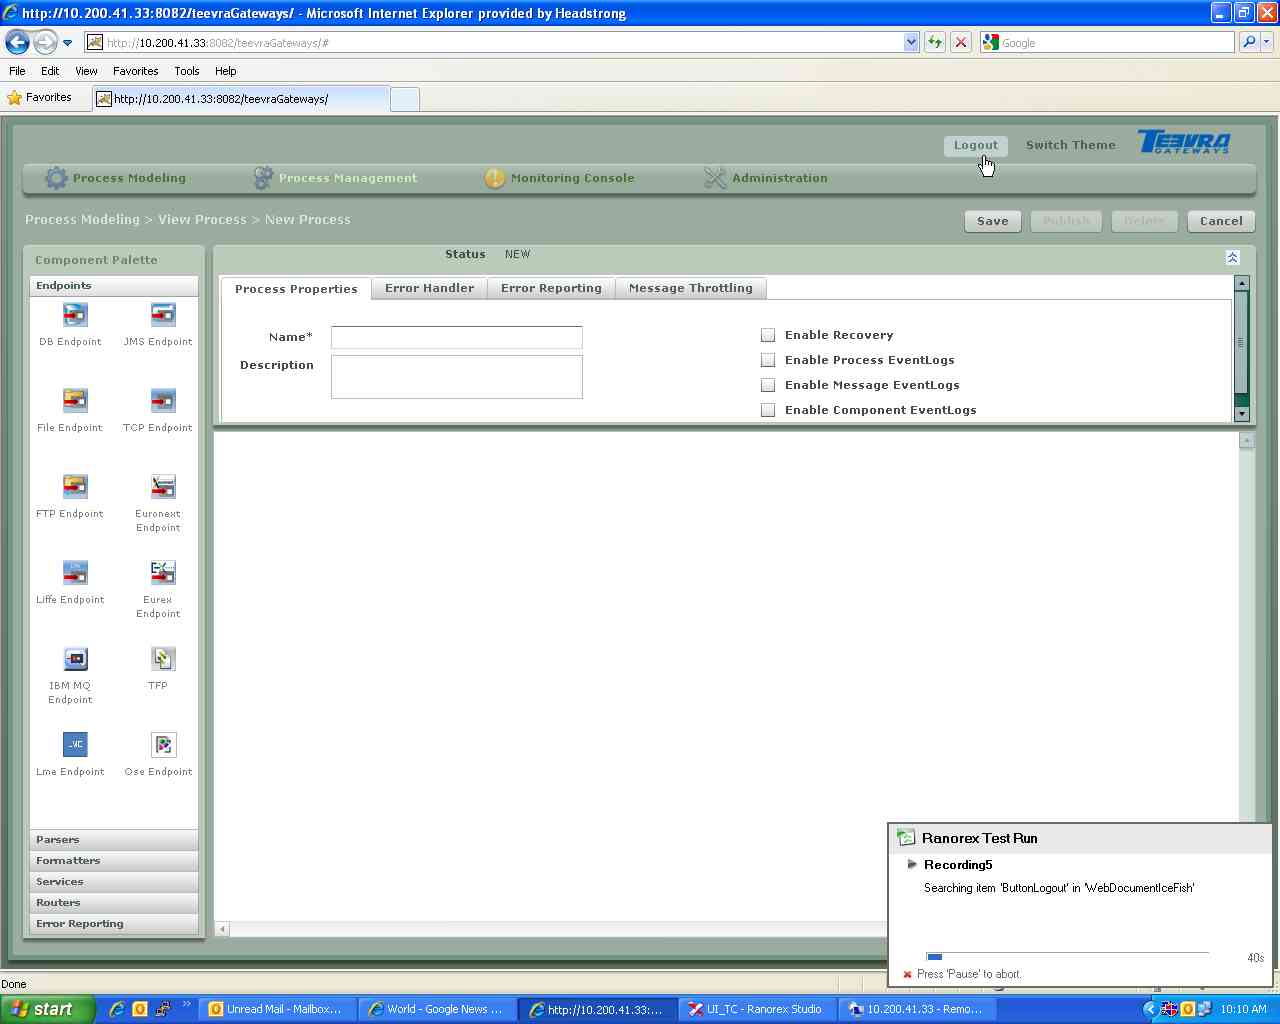 http://10.200.41.33:8082/teevraGateways/ - Microsoft Internet Explorer provided by Headstrong
http://10.200.41.33:8082/teevraGateways/#
Google
File Edit View Favorites Tools Help
Favorites
http://10.200.41.33:8082/teevraGateways/
Logout Switch Theme TEEVRA GATEWAYS
Process Modeling Process Management Monitoring Console Administration
Process Modeling > View Process > New Process
Save Publish Delete Cancel
Component Palette
Status NEW
Endpoints
Process Properties Error Handler Error Reporting Message Throttling
DB Endpoint JMS Endpoint
Name*
Description
Enable Recovery
Enable Process EventLogs
Enable Message EventLogs
Enable Component EventLogs
File Endpoint TCP Endpoint
FTP Endpoint Euronext Endpoint
Liffe Endpoint Eurex Endpoint
IBM MQ Endpoint TFP
Lme Endpoint Ose Endpoint
Parsers
Formatters
Services
Routers
Error Reporting
Ranorex Test Run
Recording5
Searching item 'ButtonLogout' in 'WebDocumentIceFish'
40s
Press 'Pause' to abort.
Done
start
Unread Mail - Mailbox...
World - Google News ...
http://10.200.41.33:...
UI_TC - Ranorex Studio
10.200.41.33 - Remo...
10:10 AM